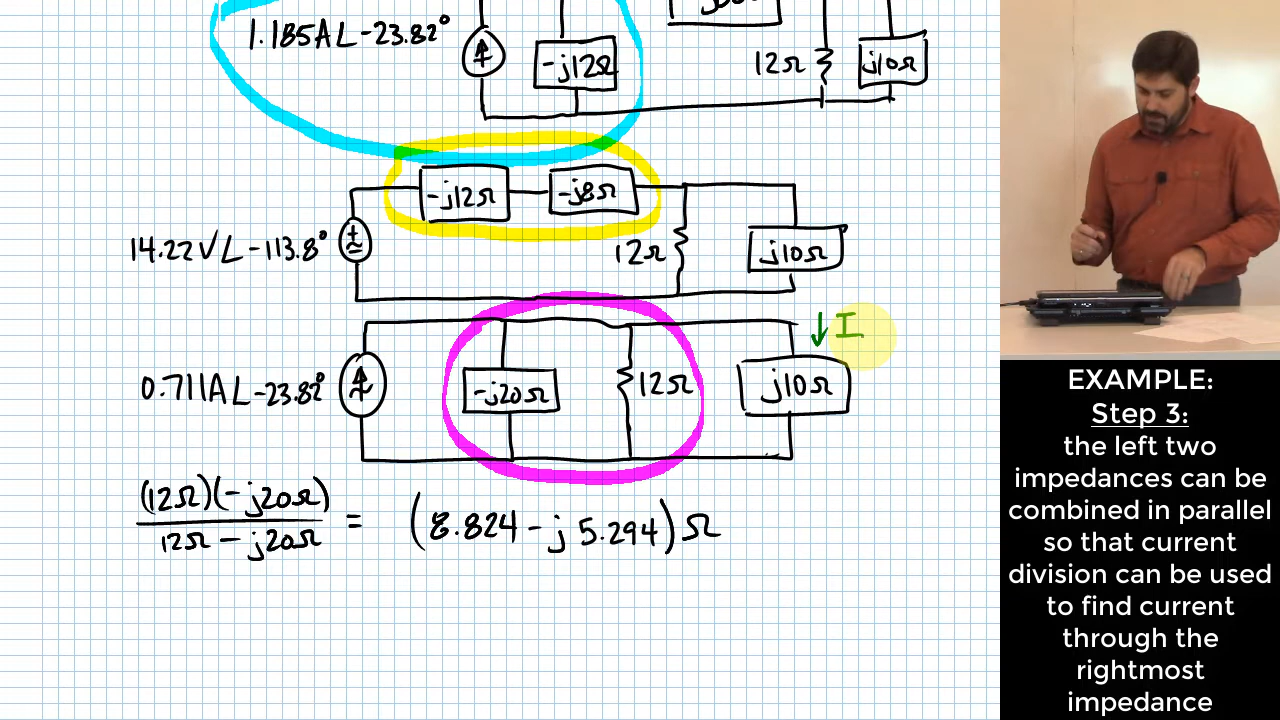 1.185A∠-23.82°
-j12Ω
12Ω
j10Ω
-j12Ω
-j8Ω
14.22V∠-113.8°
12Ω
j10Ω
↓ I
0.711A∠-23.82°
-j20Ω
12Ω
j10Ω
(12Ω)(-j20Ω)
12Ω - j20Ω
= (8.824 - j5.294)Ω
EXAMPLE:
Step 3:
the left two
impedances can be
combined in parallel
so that current
division can be used
to find current
through the
rightmost
impedance